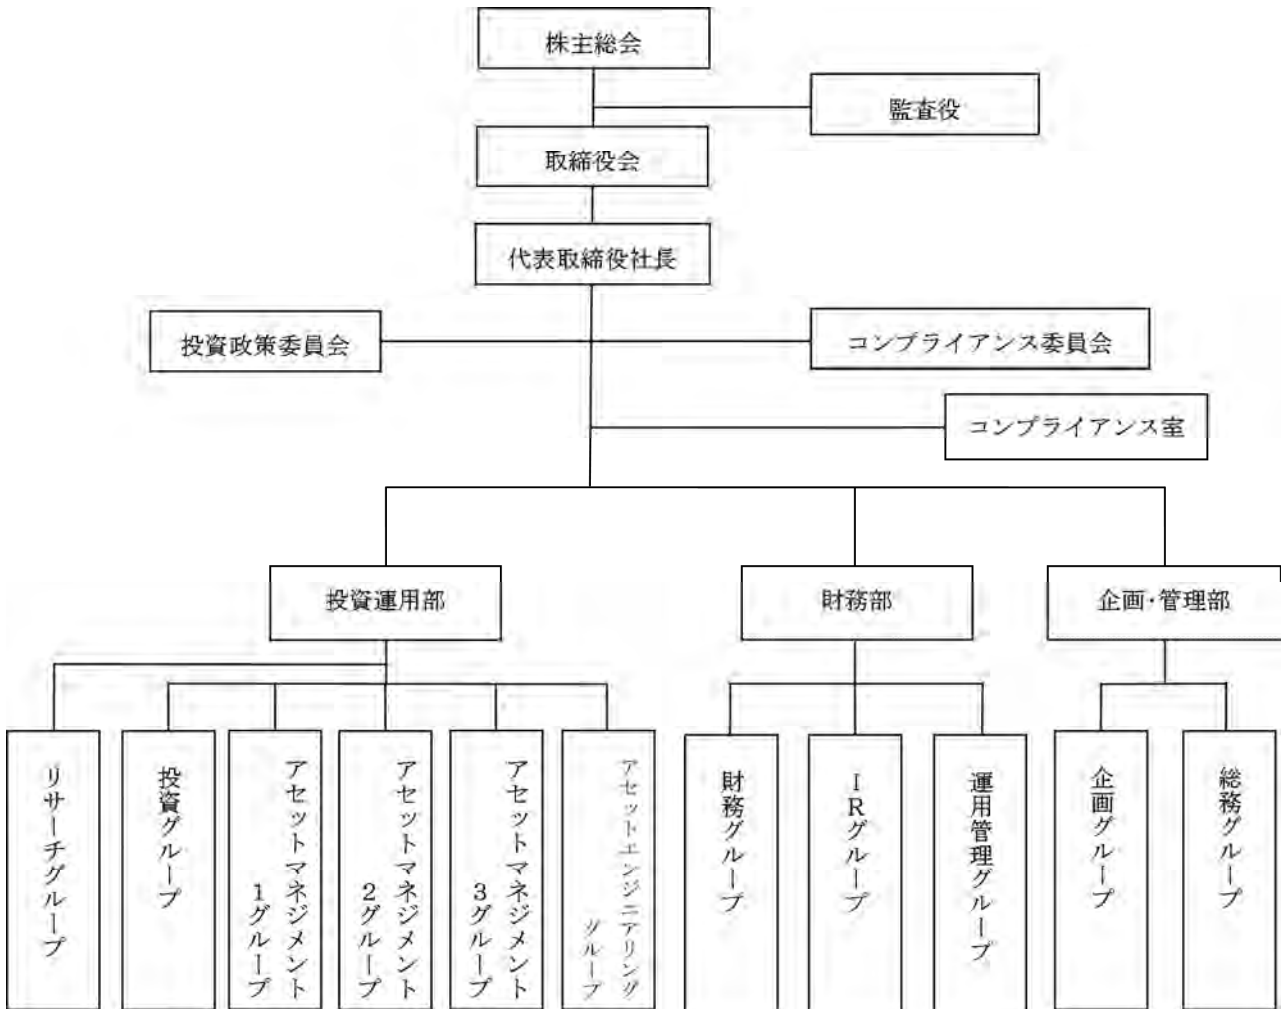 株主総会
監査役
取締役会
代表取締役社長
投資政策委員会
コンプライアンス委員会
コンプライアンス室
投資運用部
財務部
企画・管理部
リサーチグループ
投資グループ
アセットマネジメント
1グループ
アセットマネジメント
2グループ
アセットマネジメント
3グループ
アセットエンジニアリング
グループ
財務グループ
IRグループ
運用管理グループ
企画グループ
総務グループ